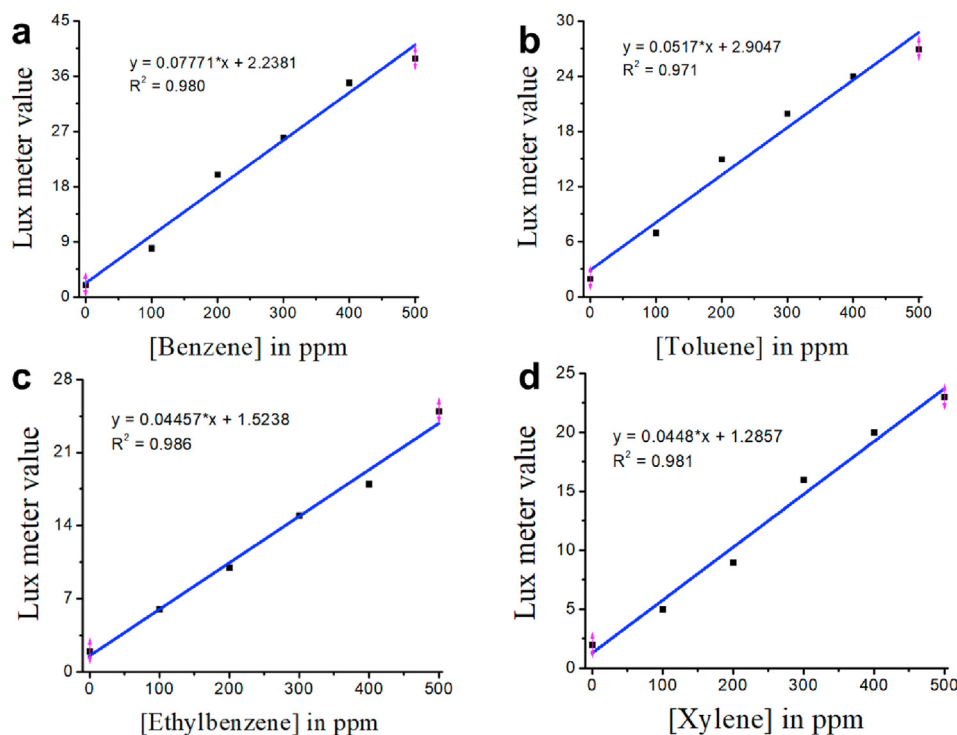 a
y = 0.07771*x + 2.2381
R² = 0.980
Lux meter value
45
36
27
18
9
0
0 100 200 300 400 500
[Benzene] in ppm
b
y = 0.0517*x + 2.9047
R² = 0.971
Lux meter value
30
24
18
12
6
0
0 100 200 300 400 500
[Toluene] in ppm
c
y = 0.04457*x + 1.5238
R² = 0.986
Lux meter value
28
21
14
7
0
0 100 200 300 400 500
[Ethylbenzene] in ppm
d
y = 0.0448*x + 1.2857
R² = 0.981
Lux meter value
25
20
15
10
5
0
0 100 200 300 400 500
[Xylene] in ppm